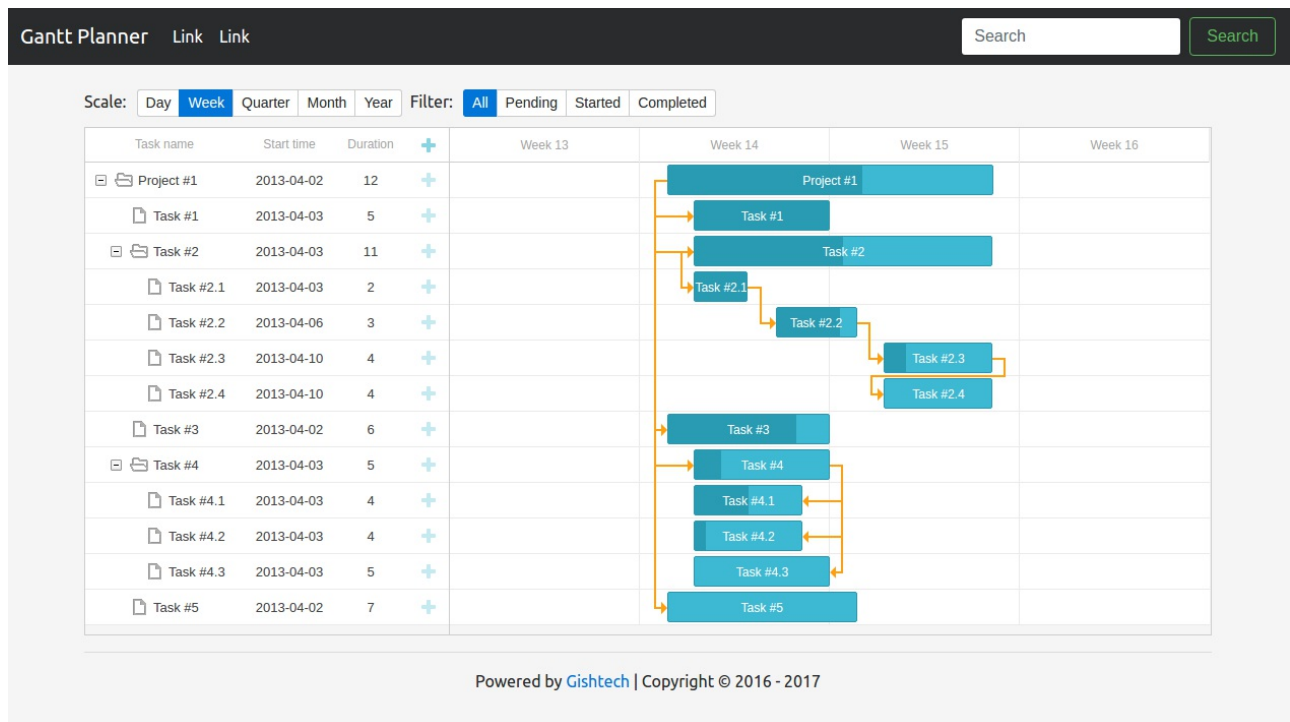 Gantt Planner Link Link Search Search
Scale: Day Week Quarter Month Year Filter: All Pending Started Completed
Task name Start time Duration Week 13 Week 14 Week 15 Week 16
Project #1 2013-04-02 12 Project #1
Task #1 2013-04-03 5 Task #1
Task #2 2013-04-03 11 Task #2
Task #2.1 2013-04-03 2 Task #2.1
Task #2.2 2013-04-06 3 Task #2.2
Task #2.3 2013-04-10 4 Task #2.3
Task #2.4 2013-04-10 4 Task #2.4
Task #3 2013-04-02 6 Task #3
Task #4 2013-04-03 5 Task #4
Task #4.1 2013-04-03 4 Task #4.1
Task #4.2 2013-04-03 4 Task #4.2
Task #4.3 2013-04-03 5 Task #4.3
Task #5 2013-04-02 7 Task #5
Powered by Gishtech | Copyright © 2016 - 2017